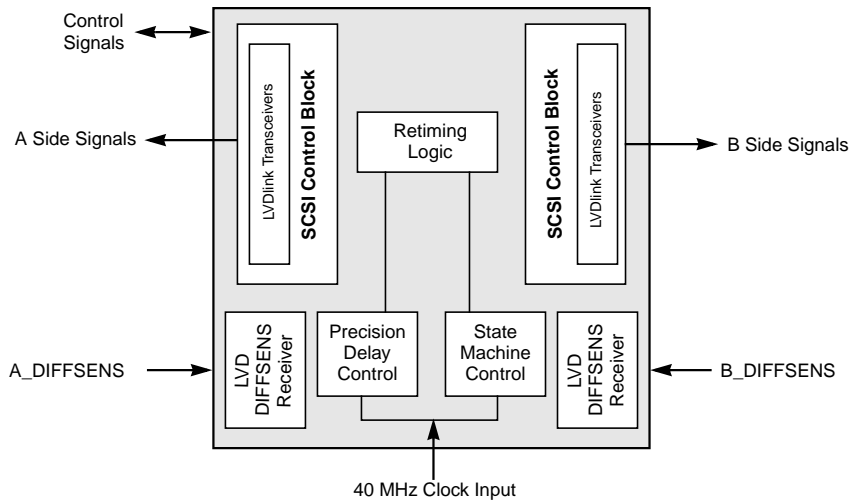 Control
Signals
A Side Signals
LVDlink Transceivers
SCSI Control Block
Retiming
Logic
SCSI Control Block
LVDlink Transceivers
B Side Signals
A_DIFFSENS
LVD
DIFFSENS
Receiver
Precision
Delay
Control
State
Machine
Control
LVD
DIFFSENS
Receiver
B_DIFFSENS
40 MHz Clock Input